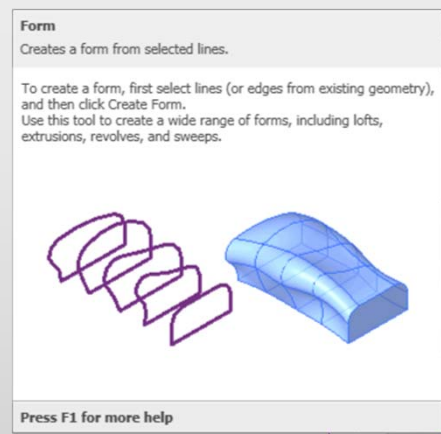 Form
Creates a form from selected lines.
To create a form, first select lines (or edges from existing geometry),
and then click Create Form.
Use this tool to create a wide range of forms, including lofts,
extrusions, revolves, and sweeps.
Press F1 for more help